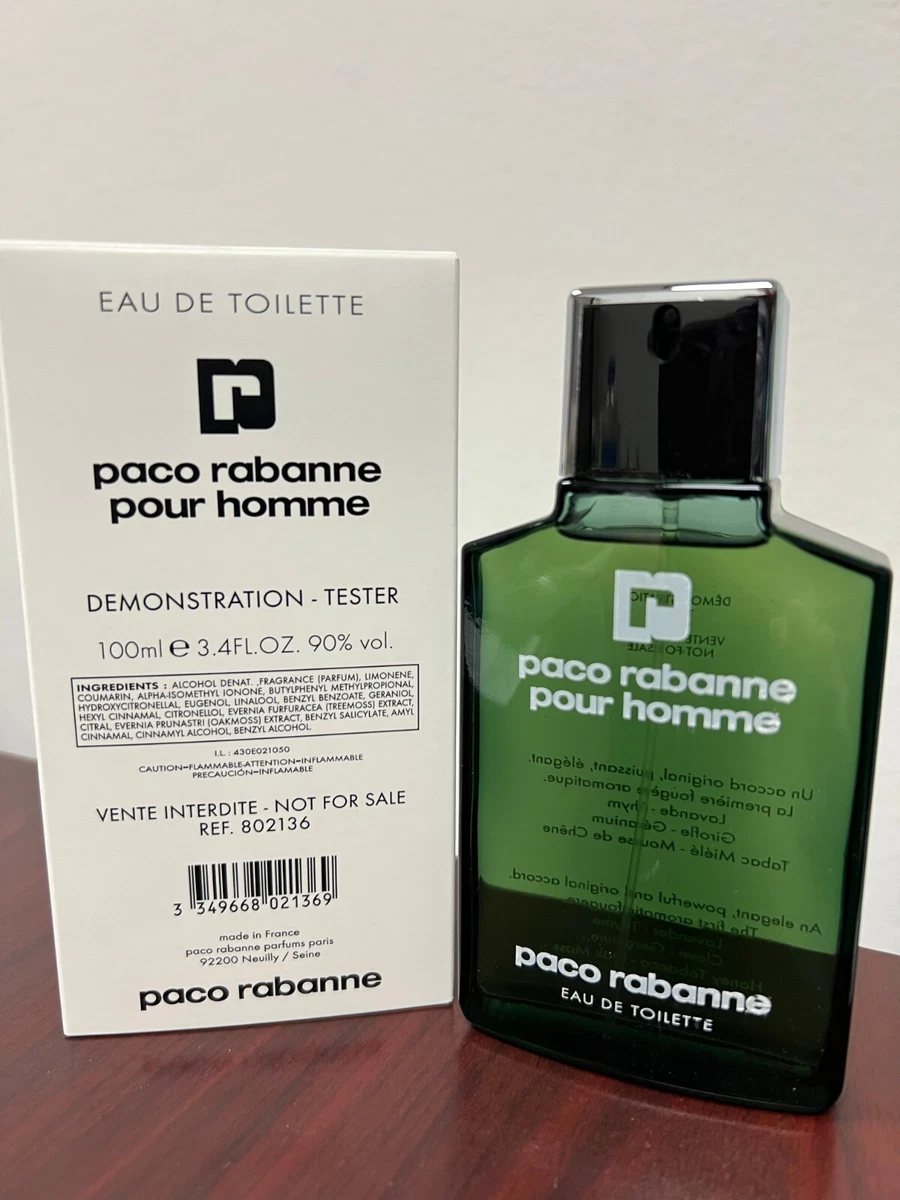 EAU DE TOILETTE
paco rabanne
pour homme
DEMONSTRATION - TESTER
100ml e 3.4FL.OZ. 90% vol.
INGREDIENTS : ALCOHOL DENAT. ,FRAGRANCE (PARFUM), LIMONENE,
COUMARIN, ALPHA-ISOMETHYL IONONE, BUTYLPHENYL METHYLPROPIONAL,
HYDROXYCITRONELLAL, EUGENOL, LINALOOL, BENZYL BENZOATE, GERANIOL,
HEXYL CINNAMAL, CITRONELLOL, EVERNIA FURFURACEA (TREEMOSS) EXTRACT,
CITRAL, EVERNIA PRUNASTRI (OAKMOSS) EXTRACT, BENZYL SALICYLATE, AMYL
CINNAMAL, CINNAMYL ALCOHOL, BENZYL ALCOHOL.
I.L : 430E021050
CAUTION=FLAMMABLE-ATTENTION=INFLAMMABLE
PRECAUCIÓN=INFLAMABLE
VENTE INTERDITE - NOT FOR SALE
REF. 802136
3 349668 021369
made in France
paco rabanne parfums paris
92200 Neuilly / Seine
paco rabanne
paco rabanne
pour homme
VENTE
NOT FOR SALE
Un accord original, puissant, élégant.
La première fougère aromatique.
Lavande - Thym
Girofle - Géranium
Tabac Miélé - Mousse de Chêne
An elegant, powerful and original accord.
The first aromatic fougere
paco rabanne
EAU DE TOILETTE